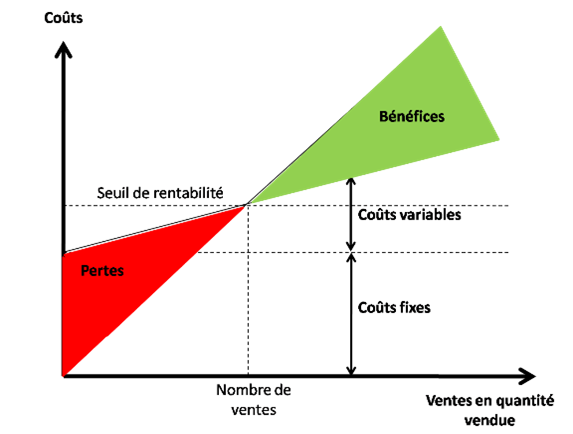 Coûts
Bénéfices
Seuil de rentabilité
Coûts variables
Pertes
Coûts fixes
Nombre de
ventes
Ventes en quantité
vendue